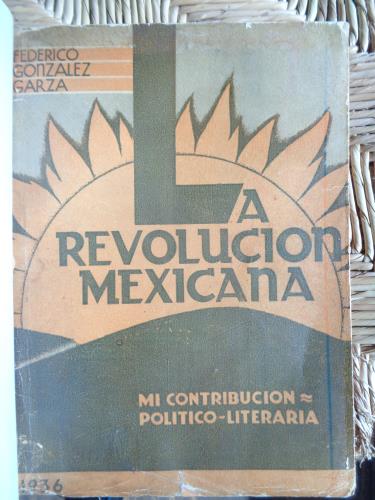 FEDERICO
GONZALEZ
GARZA
LA
REVOLUCION
MEXICANA
MI CONTRIBUCION ≈
POLITICO-LITERARIA
1936